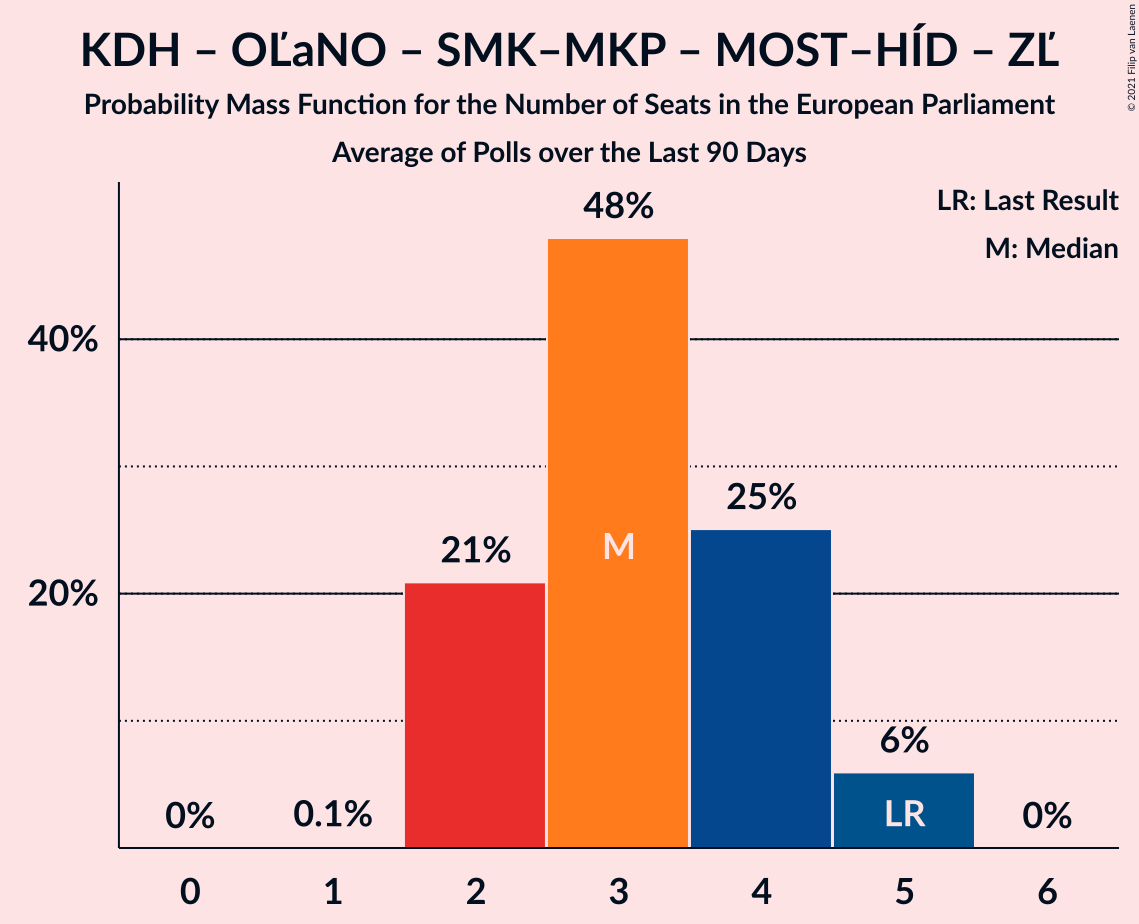 KDH – OĽaNO – SMK–MKP – MOST–HÍD – ZĽ
Probability Mass Function for the Number of Seats in the European Parliament
Average of Polls over the Last 90 Days
© 2021 Filip van Laenen
LR: Last Result
M: Median
48%
40%
25%
M
21%
20%
6%
0%
0.1%
LR
0%
0 1 2 3 4 5 6